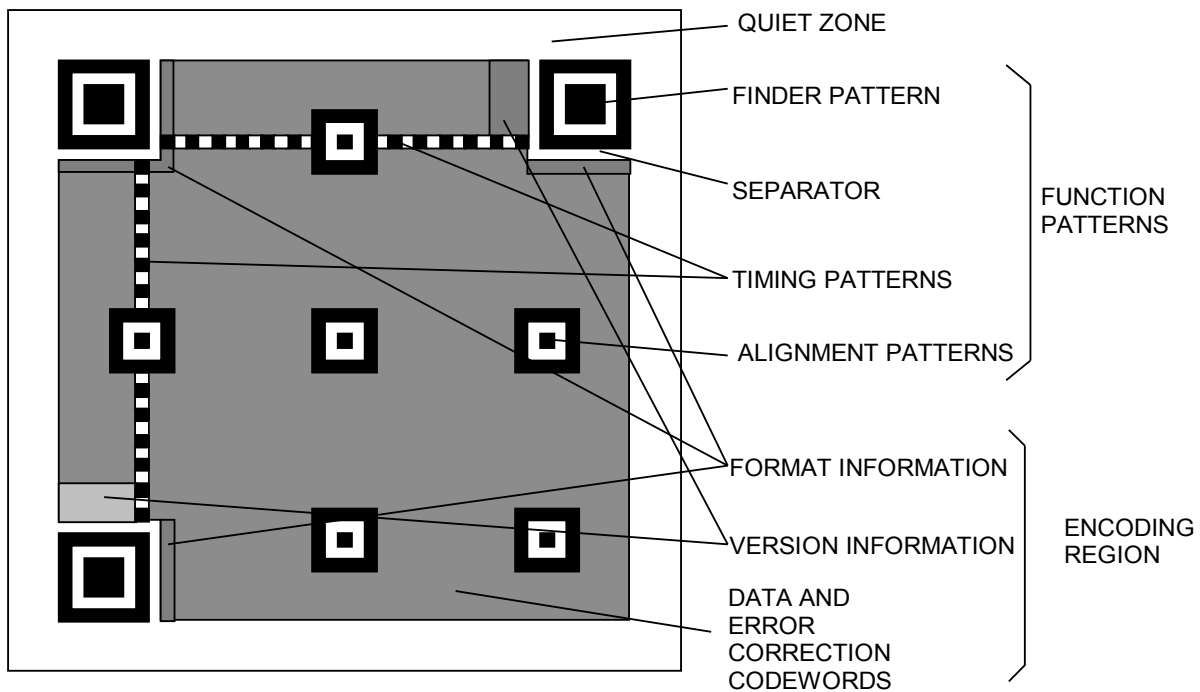 QUIET ZONE
FINDER PATTERN
SEPARATOR
FUNCTION
PATTERNS
TIMING PATTERNS
ALIGNMENT PATTERNS
FORMAT INFORMATION
VERSION INFORMATION
ENCODING
REGION
DATA AND
ERROR
CORRECTION
CODEWORDS